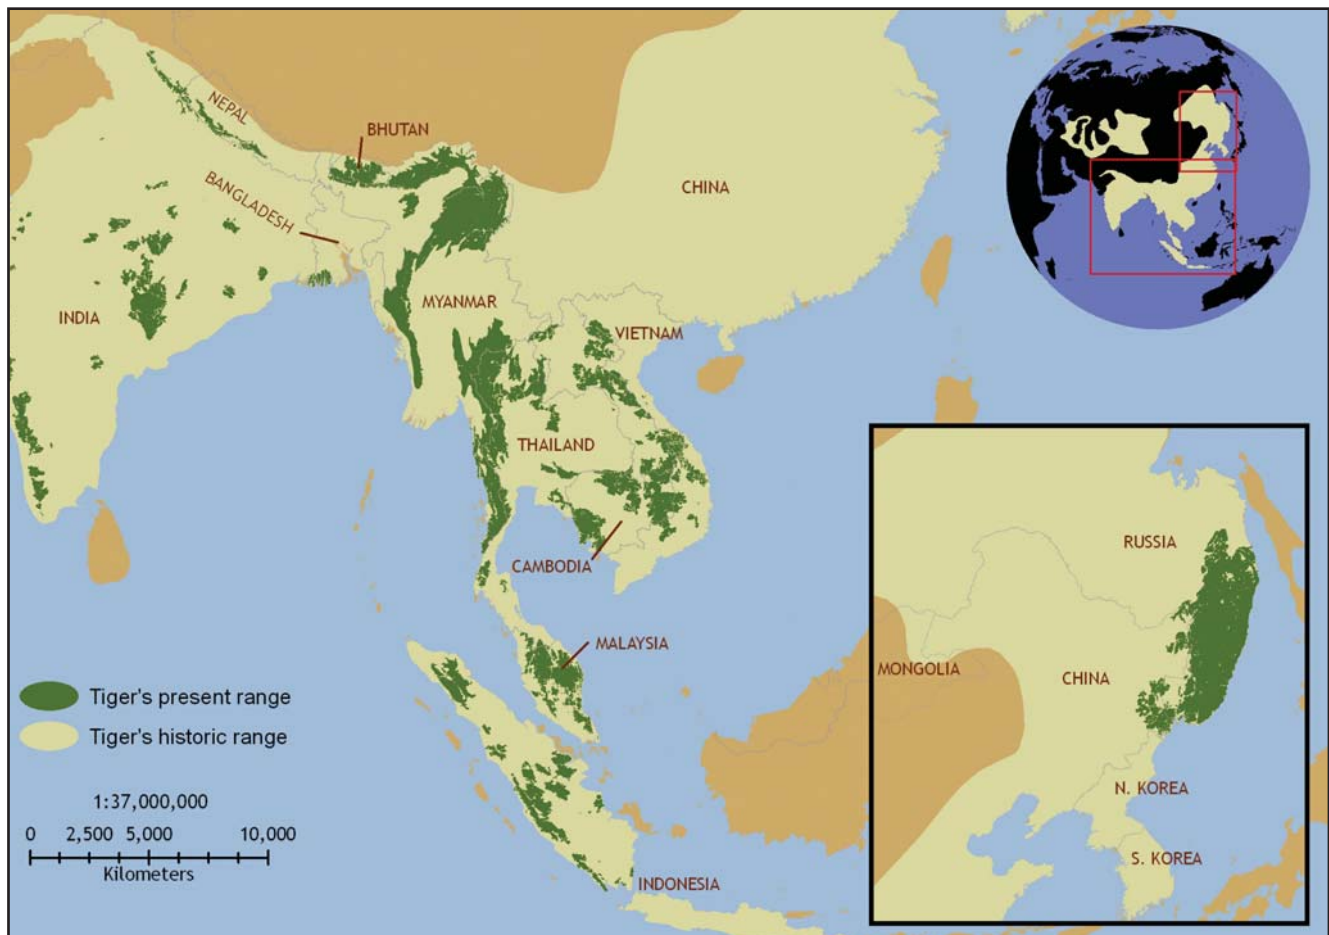 NEPAL
BHUTAN
BANGLADESH
CHINA
INDIA
MYANMAR
VIETNAM
THAILAND
CAMBODIA
MALAYSIA
INDONESIA
Tiger's present range
Tiger's historic range
1:37,000,000
0 2,500 5,000 10,000
Kilometers
RUSSIA
MONGOLIA
CHINA
N. KOREA
S. KOREA